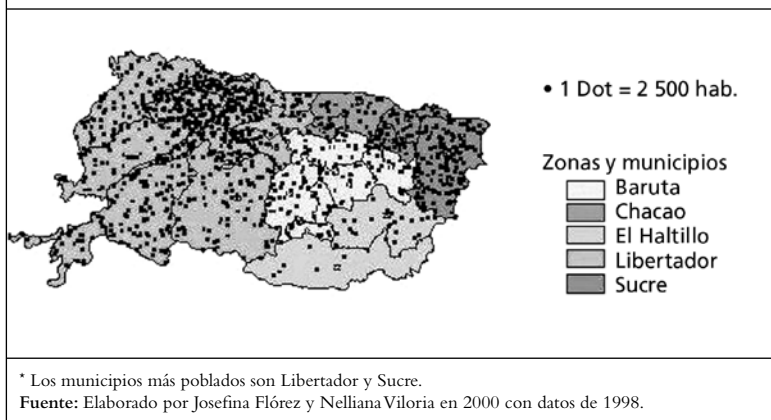 • 1 Dot = 2 500 hab.
Zonas y municipios
Baruta
Chacao
El Haltillo
Libertador
Sucre
* Los municipios más poblados son Libertador y Sucre.
Fuente: Elaborado por Josefina Flórez y Nelliana Viloria en 2000 con datos de 1998.